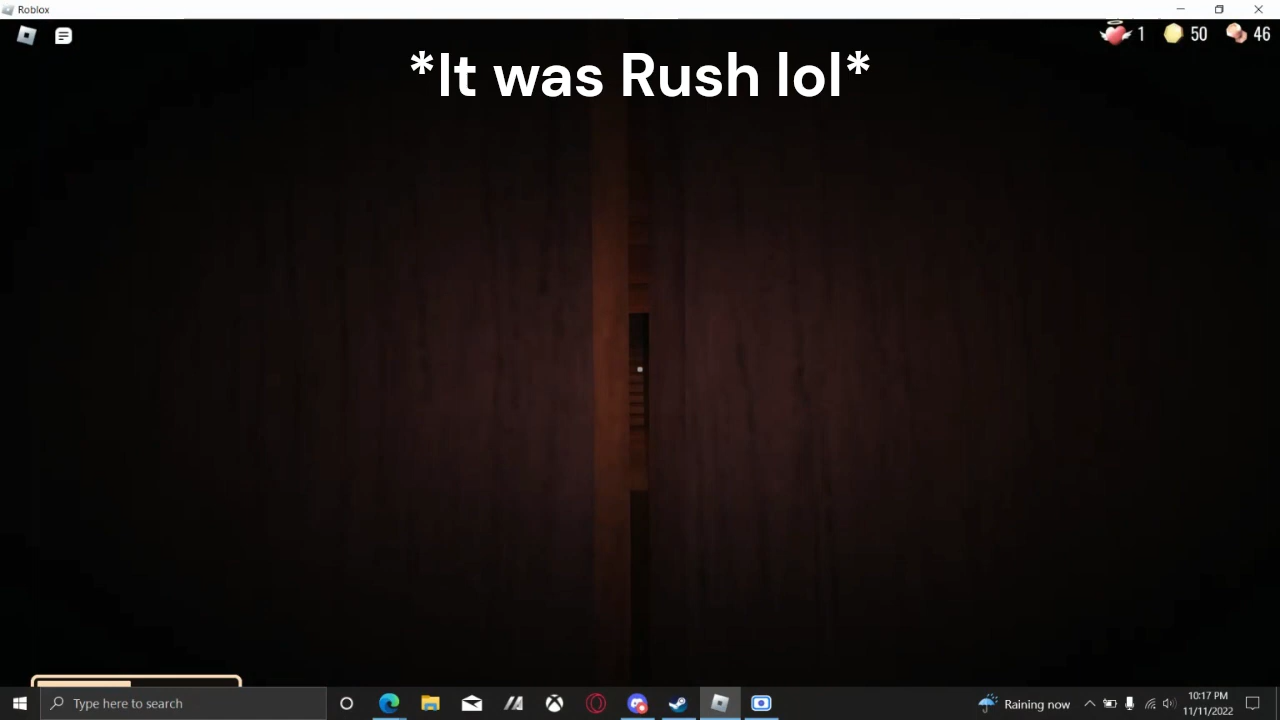 Roblox
1
50
46
*It was Rush lol*
Type here to search
Raining now
10:17 PM
11/11/2022